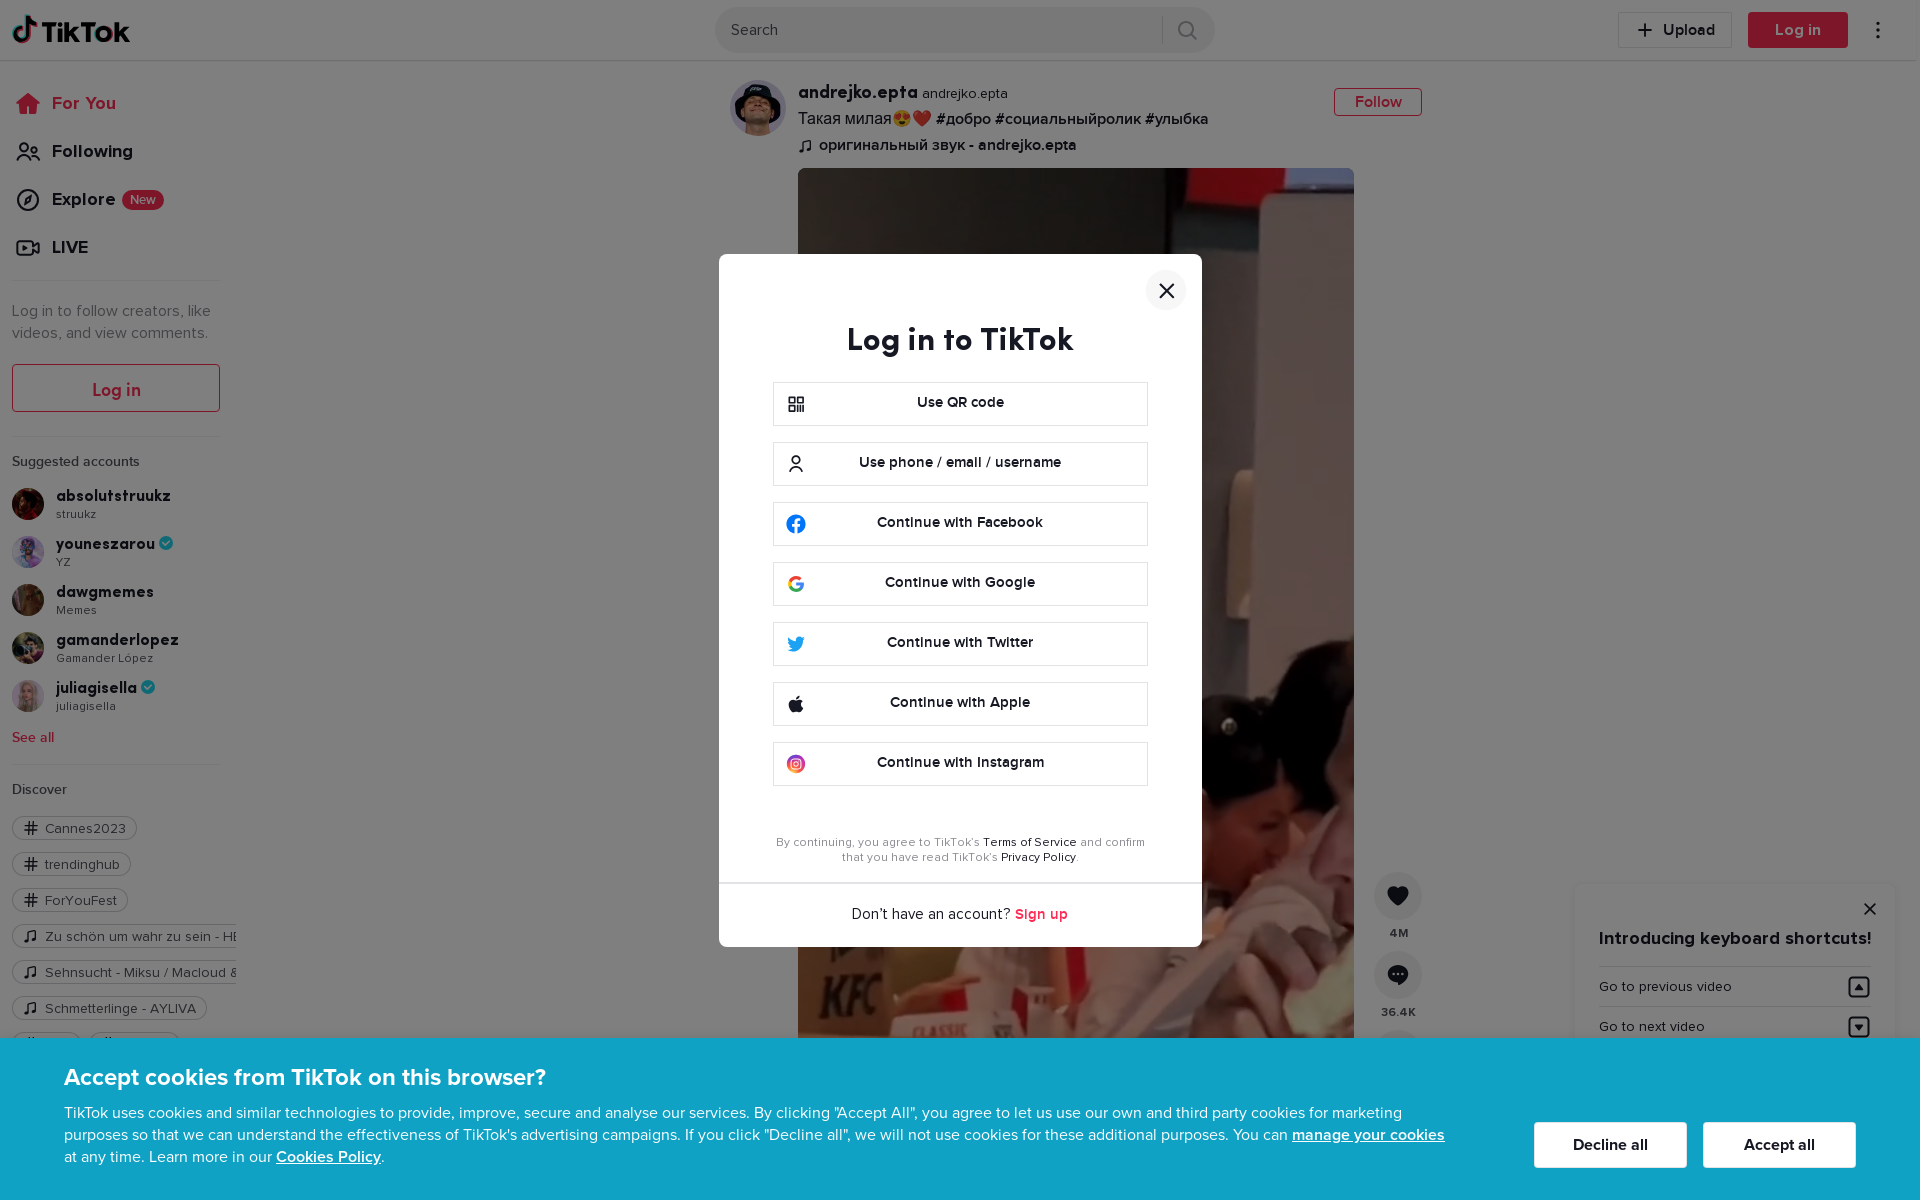 TikTok
Search
Upload
Log in
For You
Following
Explore New
LIVE
Log in to follow creators, like
videos, and view comments.
Log in
Suggested accounts
absolutstruukz
struukz
youneszarou
YZ
dawgmemes
Memes
gamanderlopez
Gamander López
juliagisella
juliagisella
See all
Discover
Cannes2023
trendinghub
ForYouFest
Zu schön um wahr zu sein - HE
Sehnsucht - Miksu / Macloud &
Schmetterlinge - AYLIVA
andrejko.epta andrejko.epta
Такая милая😍❤️ #добро #социальныйролик #улыбка
оригинальный звук - andrejko.epta
Follow
KFC
CLASSIC
4M
36.4K
Log in to TikTok
Use QR code
Use phone / email / username
Continue with Facebook
Continue with Google
Continue with Twitter
Continue with Apple
Continue with Instagram
By continuing, you agree to TikTok's Terms of Service and confirm
that you have read TikTok's Privacy Policy.
Don't have an account? Sign up
Introducing keyboard shortcuts!
Go to previous video
Go to next video
Accept cookies from TikTok on this browser?
TikTok uses cookies and similar technologies to provide, improve, secure and analyse our services. By clicking "Accept All", you agree to let us use our own and third party cookies for marketing
purposes so that we can understand the effectiveness of TikTok's advertising campaigns. If you click "Decline all", we will not use cookies for these additional purposes. You can manage your cookies
at any time. Learn more in our Cookies Policy.
Decline all
Accept all